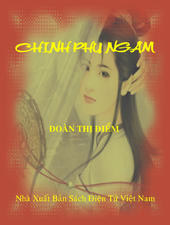 CHINH PHỤ NGÂM
ĐOÀN THỊ ĐIỂM
Nhà Xuất Bản Sách Điện Tử Việt Nam